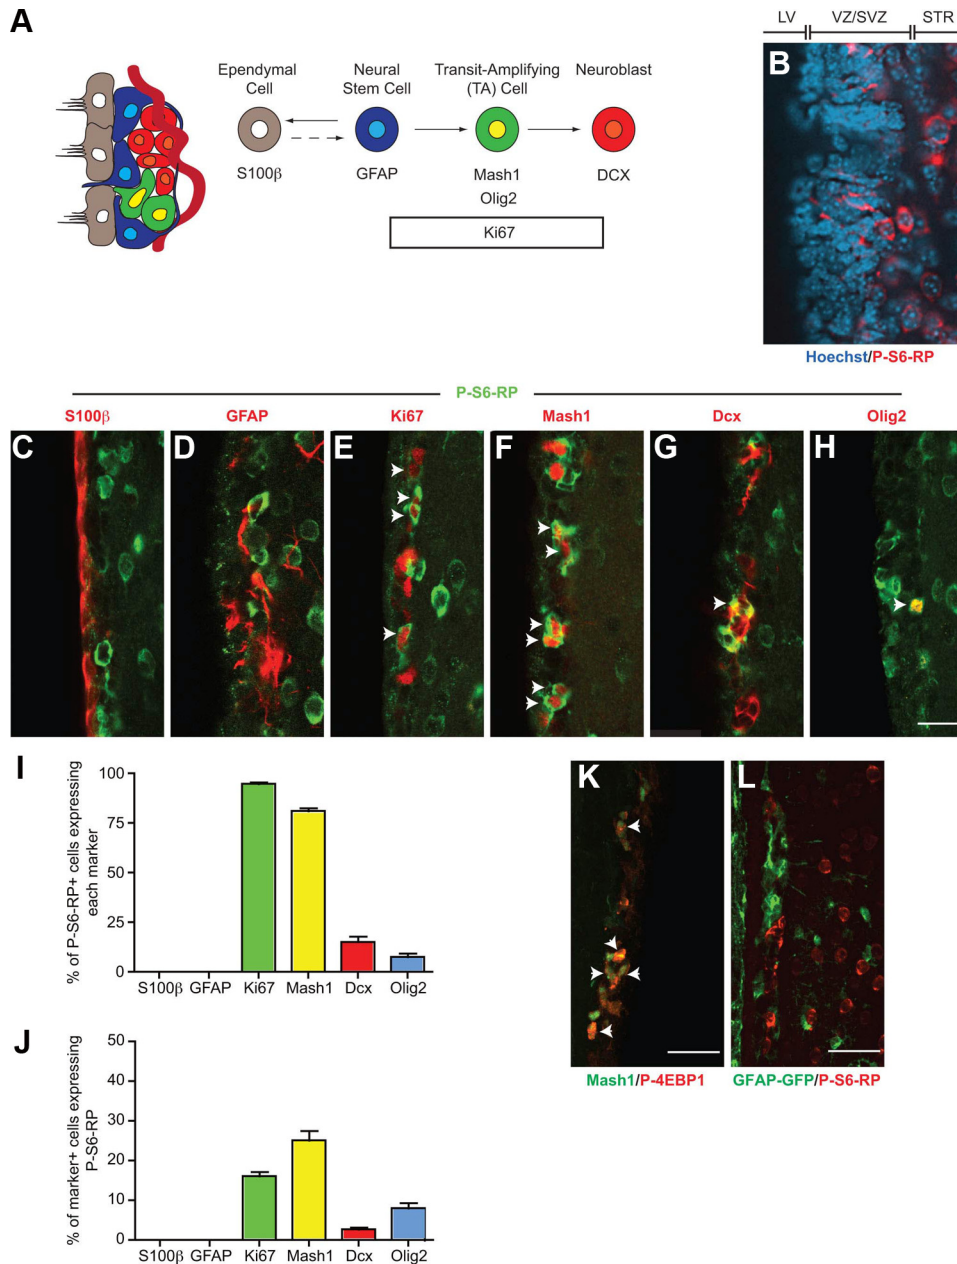 A
Ependymal
Cell
Neural
Stem Cell
Transit-Amplifying
(TA) Cell
Neuroblast
S100β
GFAP
Mash1
Olig2
DCX
Ki67
LV
VZ/SVZ
STR
B
Hoechst/P-S6-RP
P-S6-RP
S100β
GFAP
Ki67
Mash1
Dcx
Olig2
C
D
E
F
G
H
I
% of P-S6-RP+ cells expressing
each marker
100
75
50
25
0
S100β
GFAP
Ki67
Mash1
Dcx
Olig2
J
% of marker+ cells expressing
P-S6-RP
50
40
30
20
10
0
S100β
GFAP
Ki67
Mash1
Dcx
Olig2
K
Mash1/P-4EBP1
L
GFAP-GFP/P-S6-RP